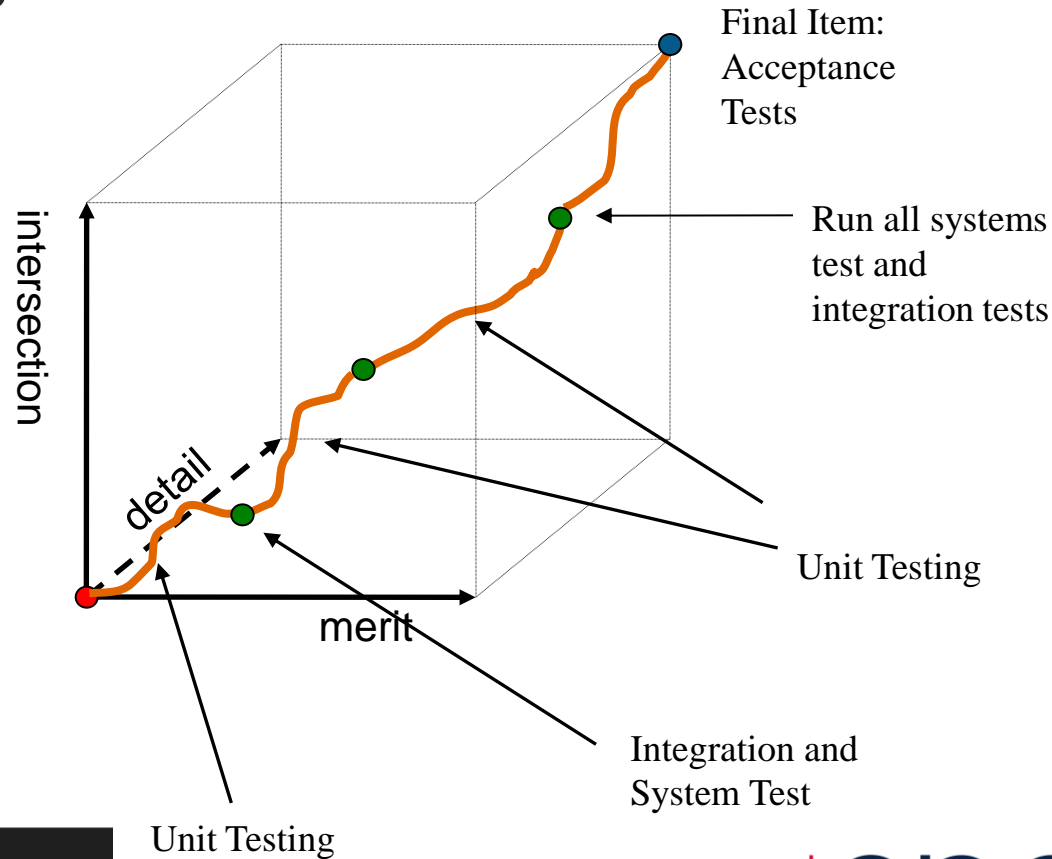 Final Item:
Acceptance
Tests
Run all systems
test and
integration tests
intersection
detail
merit
Unit Testing
Integration and
System Test
Unit Testing